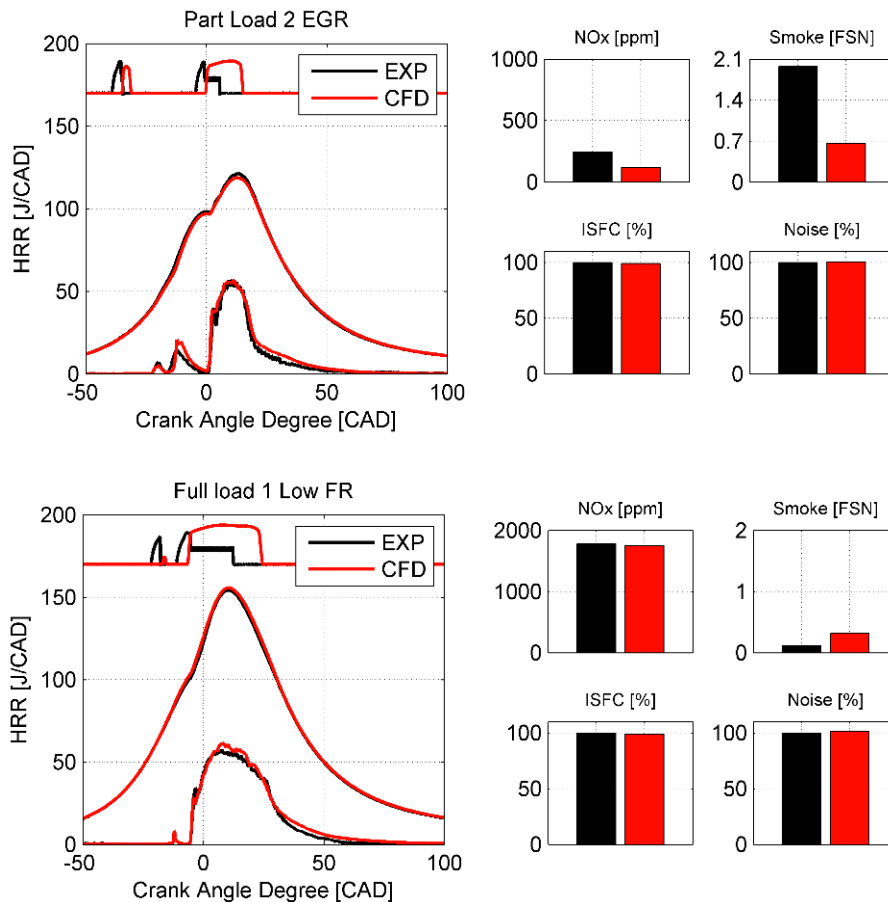 Part Load 2 EGR
HRR [J/CAD]
200
150
100
50
0
EXP
CFD
-50 0 50 100
Crank Angle Degree [CAD]
NOx [ppm]
1000
500
0
Smoke [FSN]
2.1
1.4
0.7
0
ISFC [%]
100
50
0
Noise [%]
100
50
0
Full load 1 Low FR
HRR [J/CAD]
200
150
100
50
0
EXP
CFD
-50 0 50 100
Crank Angle Degree [CAD]
NOx [ppm]
2000
1000
0
Smoke [FSN]
2
1
0
ISFC [%]
100
50
0
Noise [%]
100
50
0